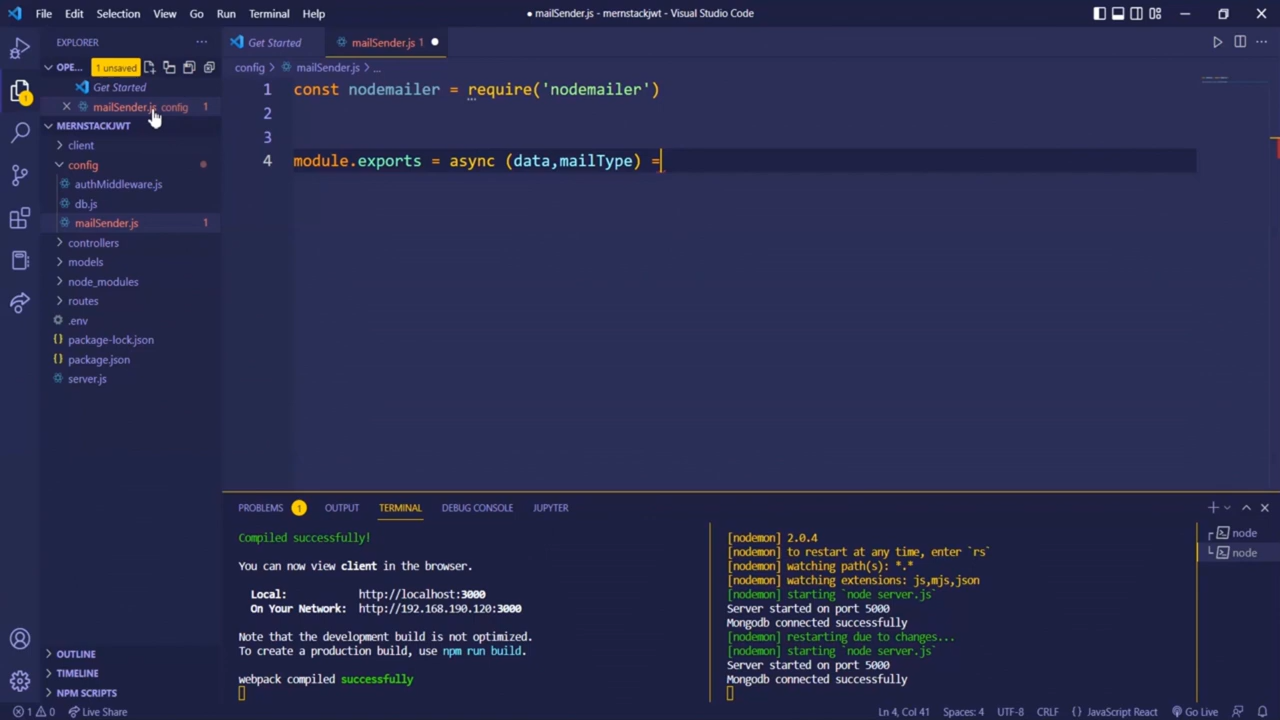 File Edit Selection View Go Run Terminal Help
● mailSender.js - mernstackjwt - Visual Studio Code
EXPLORER
OPE...
1 unsaved
Get Started
mailSender.js config 1
MERNSTACKJWT
client
config
authMiddleware.js
db.js
mailSender.js 1
controllers
models
node_modules
routes
.env
package-lock.json
package.json
server.js
OUTLINE
TIMELINE
NPM SCRIPTS
1
Get Started
mailSender.js 1
config > mailSender.js > ...
1 const nodemailer = require('nodemailer')
2
3
4 module.exports = async (data,mailType) =
PROBLEMS 1 OUTPUT TERMINAL DEBUG CONSOLE JUPYTER
Compiled successfully!
You can now view client in the browser.
Local: http://localhost:3000
On Your Network: http://192.168.190.120:3000
Note that the development build is not optimized.
To create a production build, use npm run build.
webpack compiled successfully
[nodemon] 2.0.4
[nodemon] to restart at any time, enter `rs`
[nodemon] watching path(s): *.*
[nodemon] watching extensions: js,mjs,json
[nodemon] starting `node server.js`
Server started on port 5000
Mongodb connected successfully
[nodemon] restarting due to changes...
[nodemon] starting `node server.js`
Server started on port 5000
Mongodb connected successfully
node
node
1 0 Live Share
Ln 4, Col 41 Spaces: 4 UTF-8 CRLF {} JavaScript React Go Live